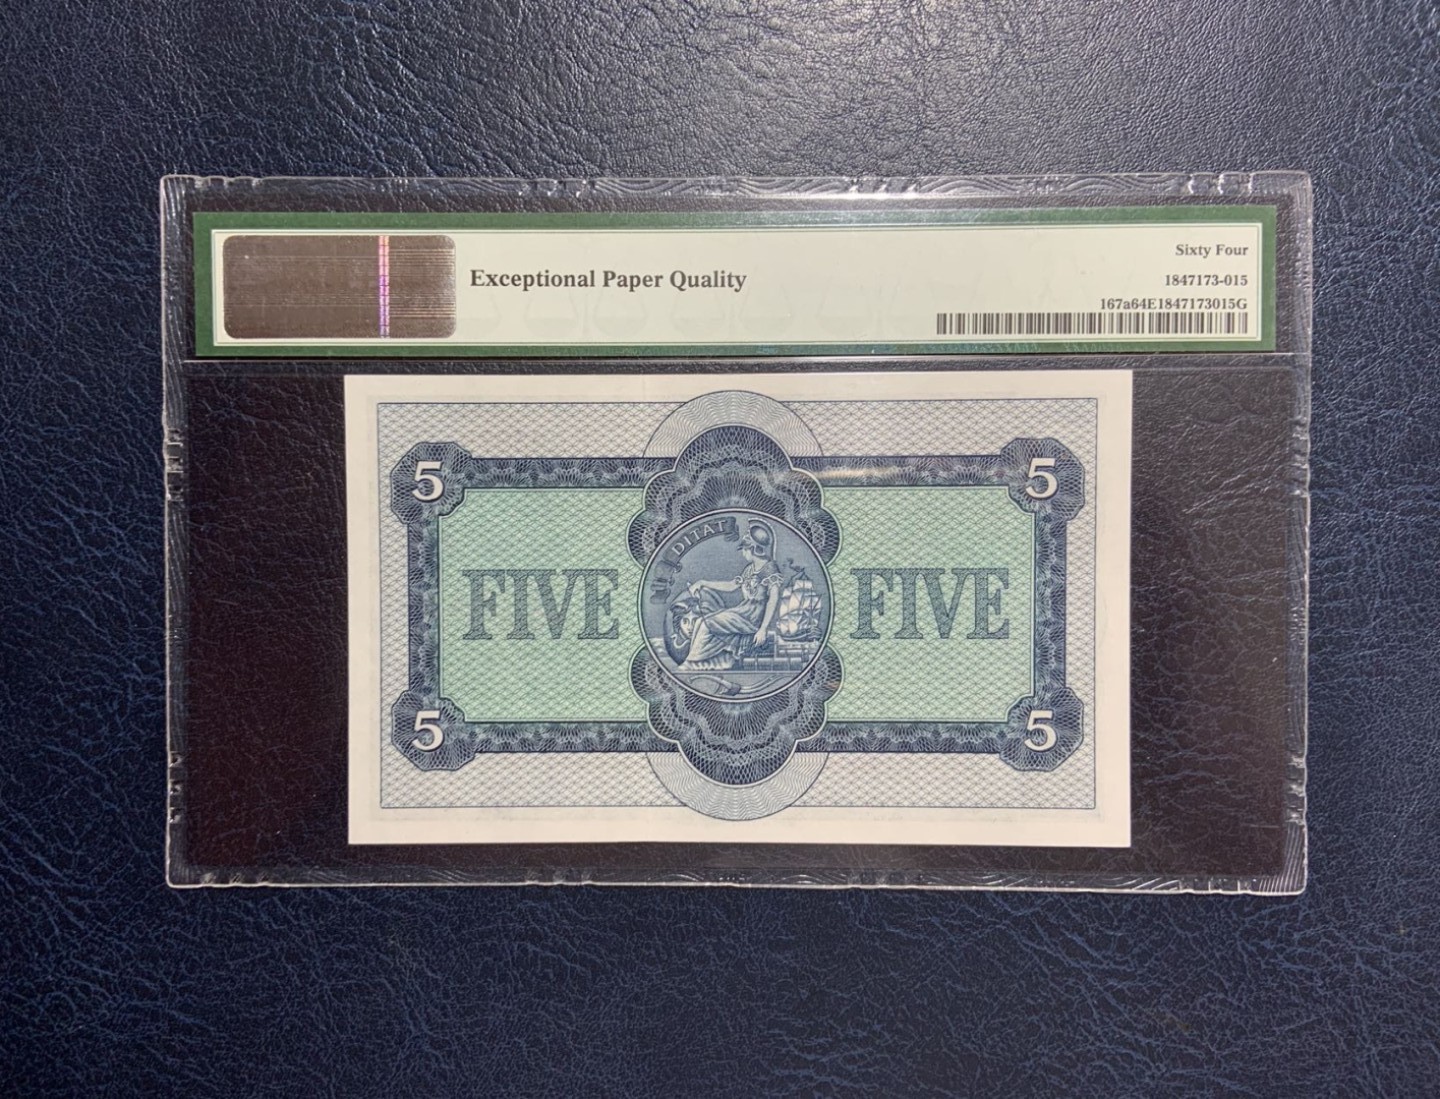 Exceptional Paper Quality
Sixty Four
1847173-015
167a64E1847173015G
5
5
DITAT
FIVE
FIVE
5
5